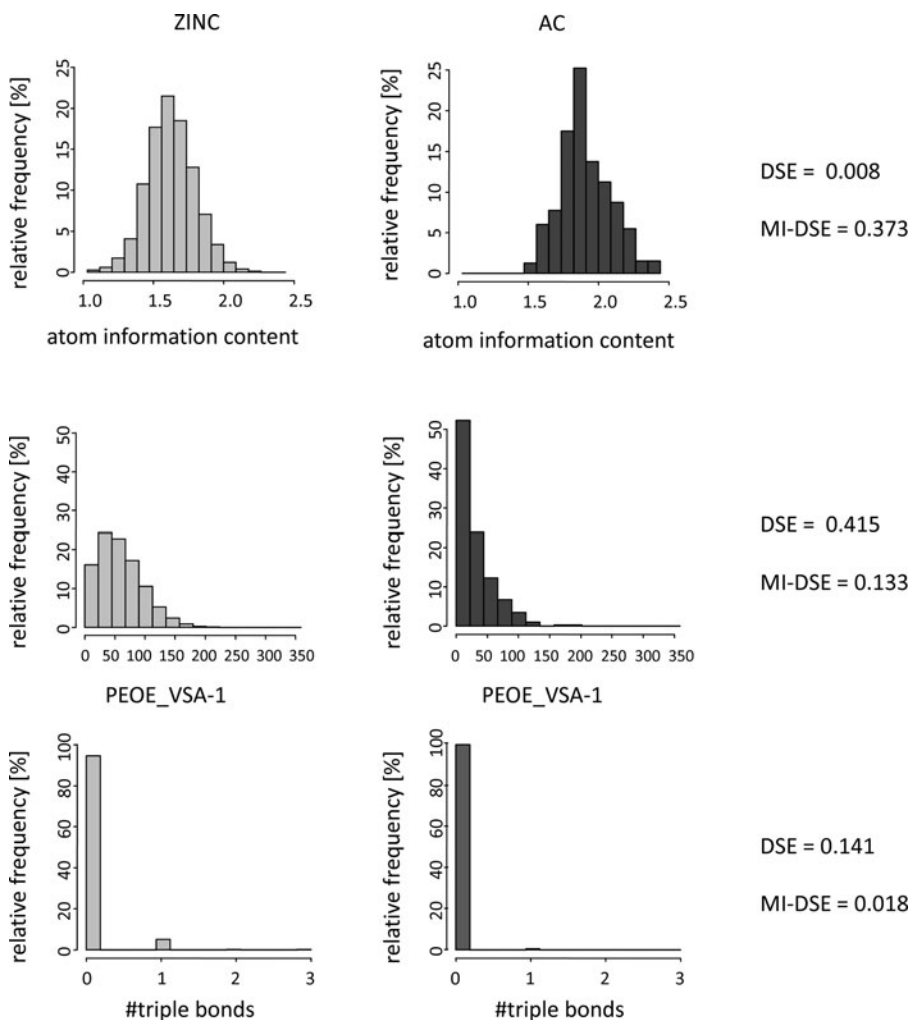 ZINC
AC
relative frequency [%]
0 5 10 15 20 25
1.0 1.5 2.0 2.5
atom information content
relative frequency [%]
0 5 10 15 20 25
1.0 1.5 2.0 2.5
atom information content
DSE = 0.008
MI-DSE = 0.373
relative frequency [%]
0 10 20 30 40 50
0 50 100 150 200 250 300 350
PEOE_VSA-1
relative frequency [%]
0 10 20 30 40 50
0 50 100 150 200 250 300 350
PEOE_VSA-1
DSE = 0.415
MI-DSE = 0.133
relative frequency [%]
0 20 40 60 80 100
0 1 2 3
#triple bonds
relative frequency [%]
0 20 40 60 80 100
0 1 2 3
#triple bonds
DSE = 0.141
MI-DSE = 0.018